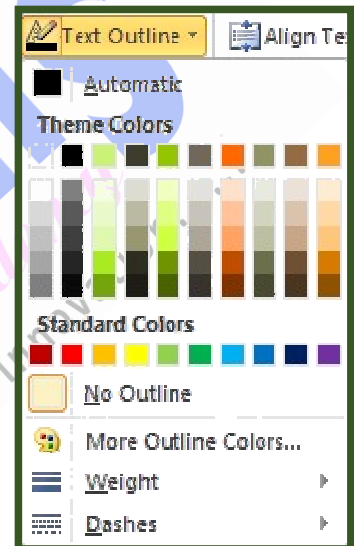 Text Outline Align Te
Automatic
Theme Colors
Standard Colors
No Outline
More Outline Colors...
Weight
Dashes